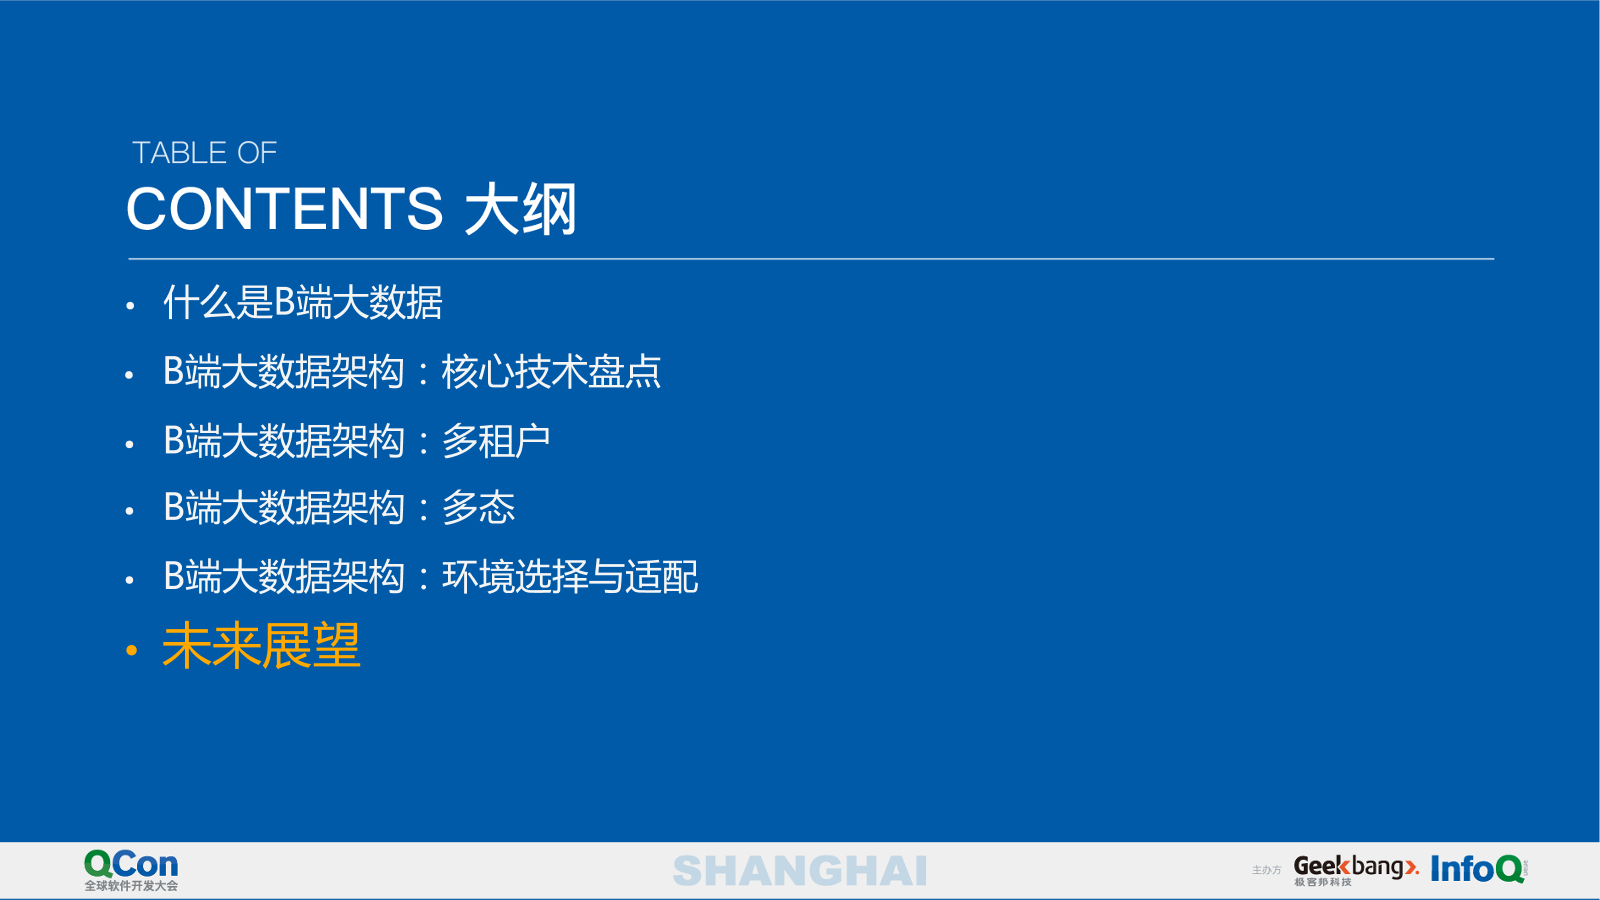 TABLE OF
CONTENTS 大纲
• 什么是B端大数据
• B端大数据架构：核心技术盘点
• B端大数据架构：多租户
• B端大数据架构：多态
• B端大数据架构：环境选择与适配
• 未来展望
QCon
全球软件开发大会
SHANGHAI
主办方
Geekbang>.
极客邦科技
InfoQ